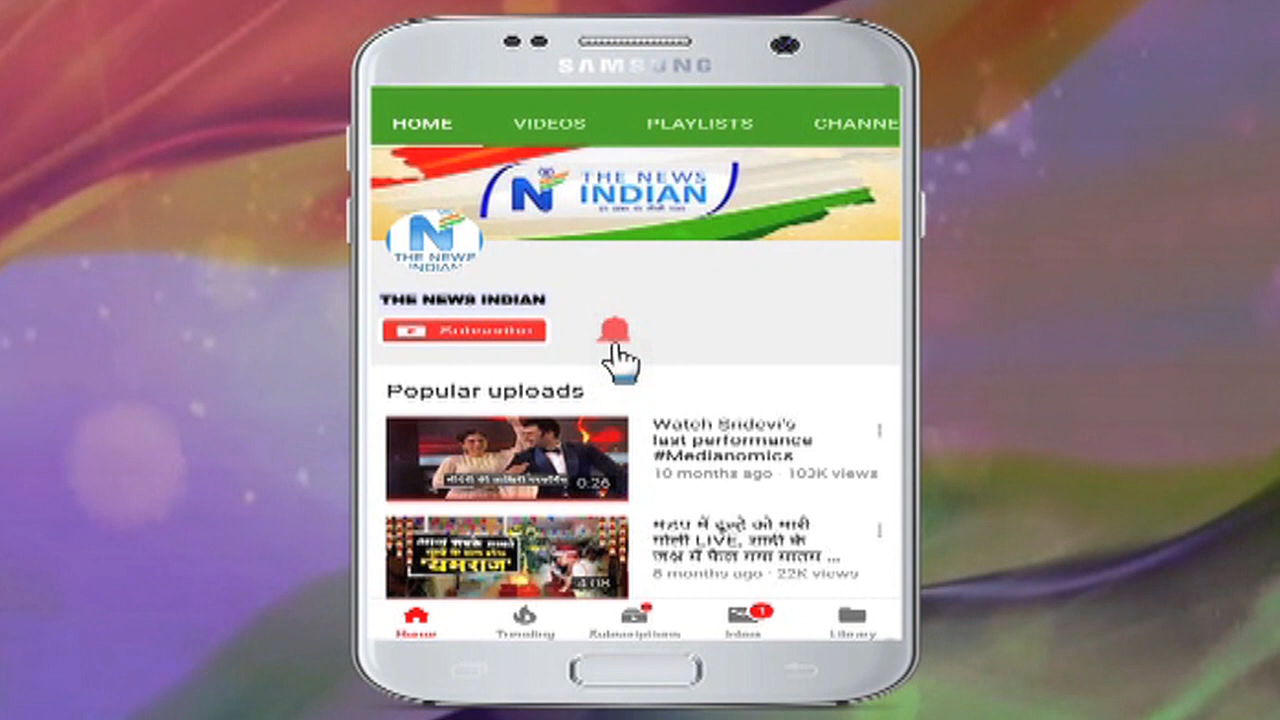 SAMSUNG
HOME VIDEOS PLAYLISTS CHANNE
N THE NEWS
INDIAN
N
THE NEWS
INDIAN
THE NEWS INDIAN
Subscribe
Popular uploads
Watch Sridevi's
last performance
#Medianomics
10 months ago · 103K views
0:26
मंडप में दूल्हे को मारी
गोली LIVE, शादी के
जश्न में फैल गया मातम ...
8 months ago · 22K views
'यमराज'
4:08
1
Home Trending Subscriptions Inbox Library